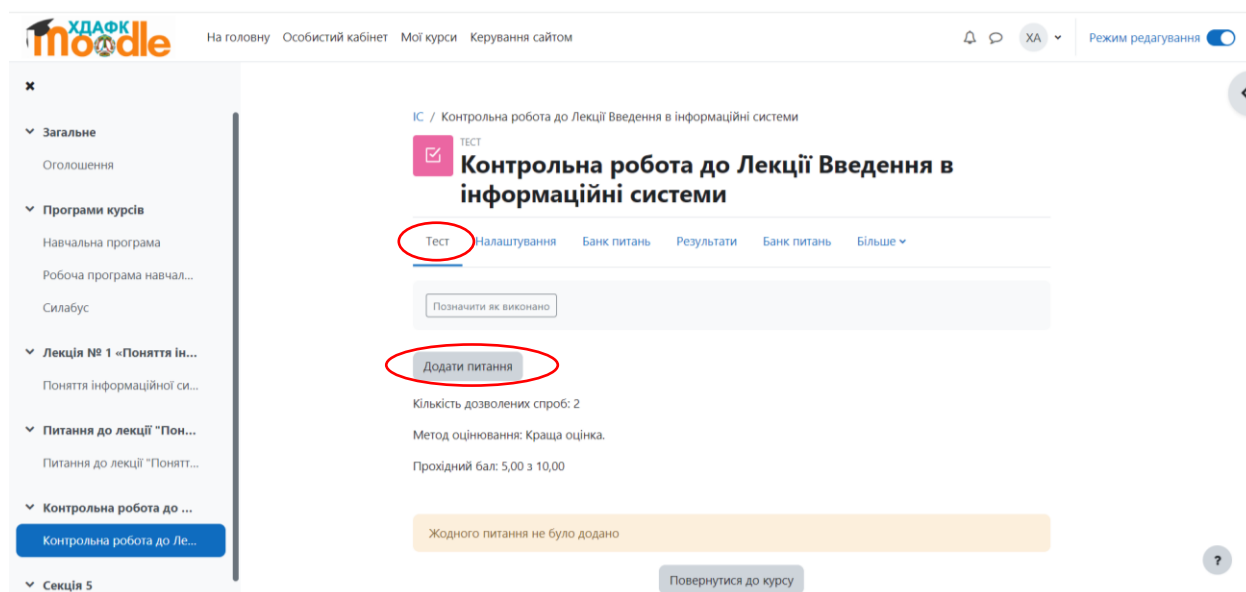 ХДАФК
moodle
На головну Особистий кабінет Мої курси Керування сайтом
ХА
Режим редагування
Загальне
Оголошення
Програми курсів
Навчальна програма
Робоча програма навчал...
Силабус
Лекція № 1 «Поняття ін...
Поняття інформаційної си...
Питання до лекції "Пон...
Питання до лекції "Понятт...
Контрольна робота до ...
Контрольна робота до Ле...
Секція 5
ІС / Контрольна робота до Лекції Введення в інформаційні системи
ТЕСТ
Контрольна робота до Лекції Введення в
інформаційні системи
Тест Налаштування Банк питань Результати Банк питань Більше
Позначити як виконано
Додати питання
Кількість дозволених спроб: 2
Метод оцінювання: Краща оцінка.
Прохідний бал: 5,00 з 10,00
Жодного питання не було додано
Повернутися до курсу
?